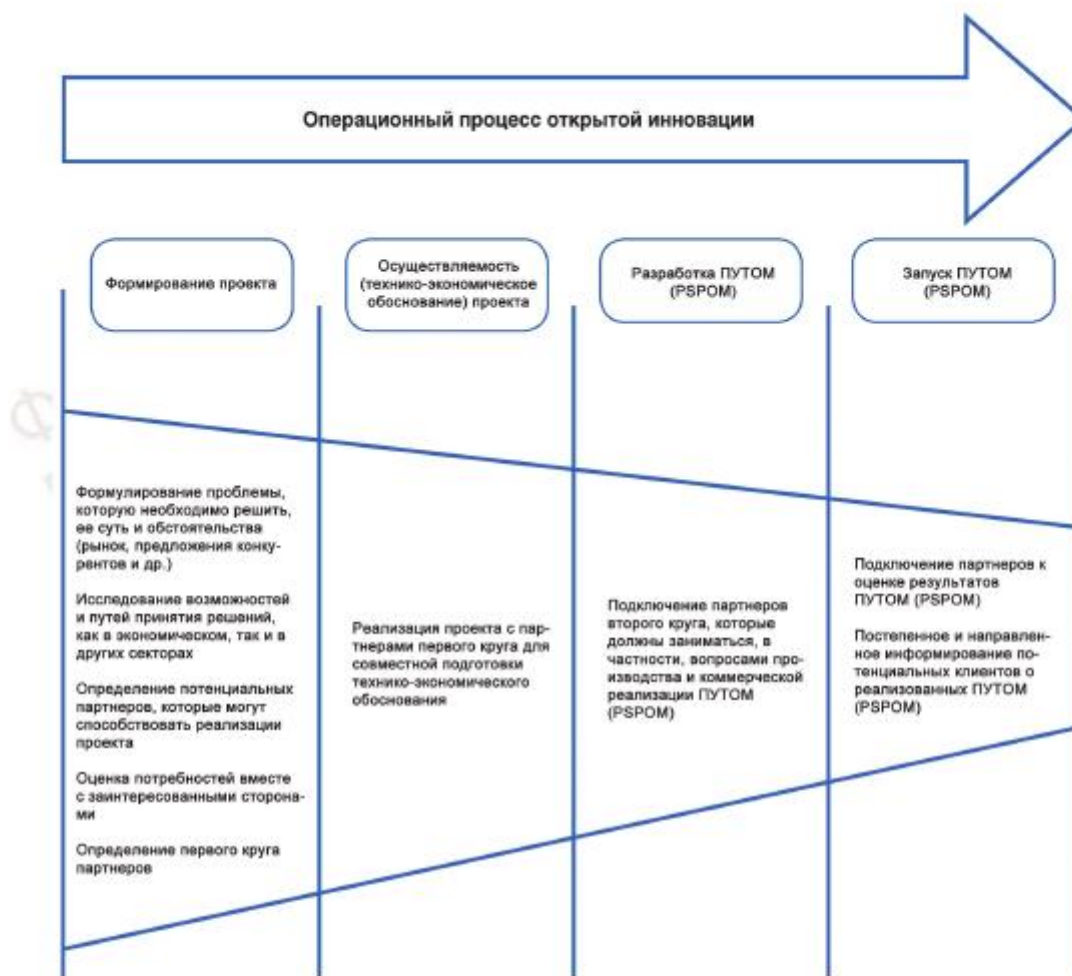 Операционный процесс открытой инновации
Формирование проекта
Осуществляемость
(технико-экономическое
обоснование) проекта
Разработка ПУТОМ
(PSPOM)
Запуск ПУТОМ
(PSPOM)
Формулирование проблемы,
которую необходимо решить,
ее суть и обстоятельства
(рынок, предложения конку-
рентов и др.)
Исследование возможностей
и путей принятия решений,
как в экономическом, так и в
других секторах
Определение потенциальных
партнеров, которые могут
способствовать реализации
проекта
Оценка потребностей вместе
с заинтересованными сторона-
ми
Определение первого круга
партнеров
Реализация проекта с пар-
тнерами первого круга для
совместной подготовки
технико-экономического
обоснования
Подключение партнеров
второго круга, которые
должны заниматься, в
частности, вопросами про-
изводства и коммерческой
реализации ПУТОМ
(PSPOM)
Подключение партнеров к
оценке результатов
ПУТОМ (PSPOM)
Постепенное и направлен-
ное информирование по-
тенциальных клиентов о
реализованных ПУТОМ
(PSPOM)